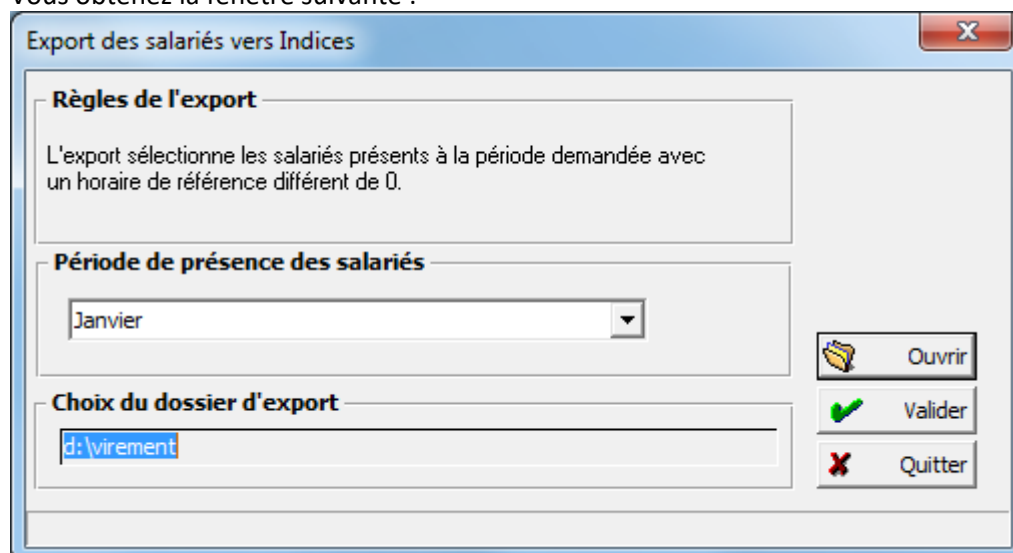 Vous obtenez la fenêtre suivante :
Export des salariés vers Indices
Règles de l'export
L'export sélectionne les salariés présents à la période demandée avec
un horaire de référence différent de 0.
Période de présence des salariés
Janvier
Ouvrir
Choix du dossier d'export
Valider
d:\virement
Quitter